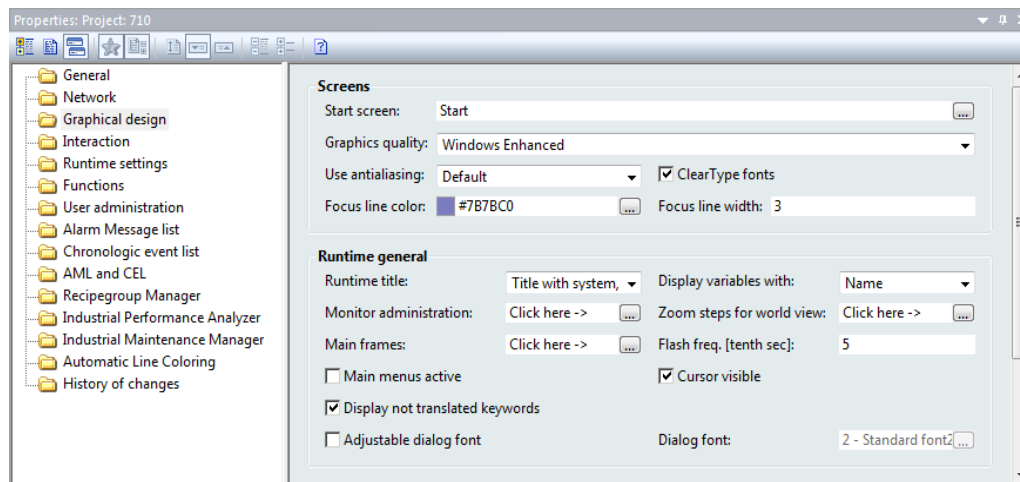 Properties: Project: 710
General
Network
Graphical design
Interaction
Runtime settings
Functions
User administration
Alarm Message list
Chronologic event list
AML and CEL
Recipegroup Manager
Industrial Performance Analyzer
Industrial Maintenance Manager
Automatic Line Coloring
History of changes
Screens
Start screen: Start ...
Graphics quality: Windows Enhanced
Use antialiasing: Default ClearType fonts
Focus line color: #7B7BC0 ... Focus line width: 3
Runtime general
Runtime title: Title with system, Display variables with: Name
Monitor administration: Click here -> ... Zoom steps for world view: Click here -> ...
Main frames: Click here -> ... Flash freq. [tenth sec]: 5
Main menus active Cursor visible
Display not translated keywords
Adjustable dialog font Dialog font: 2 - Standard font2 ...